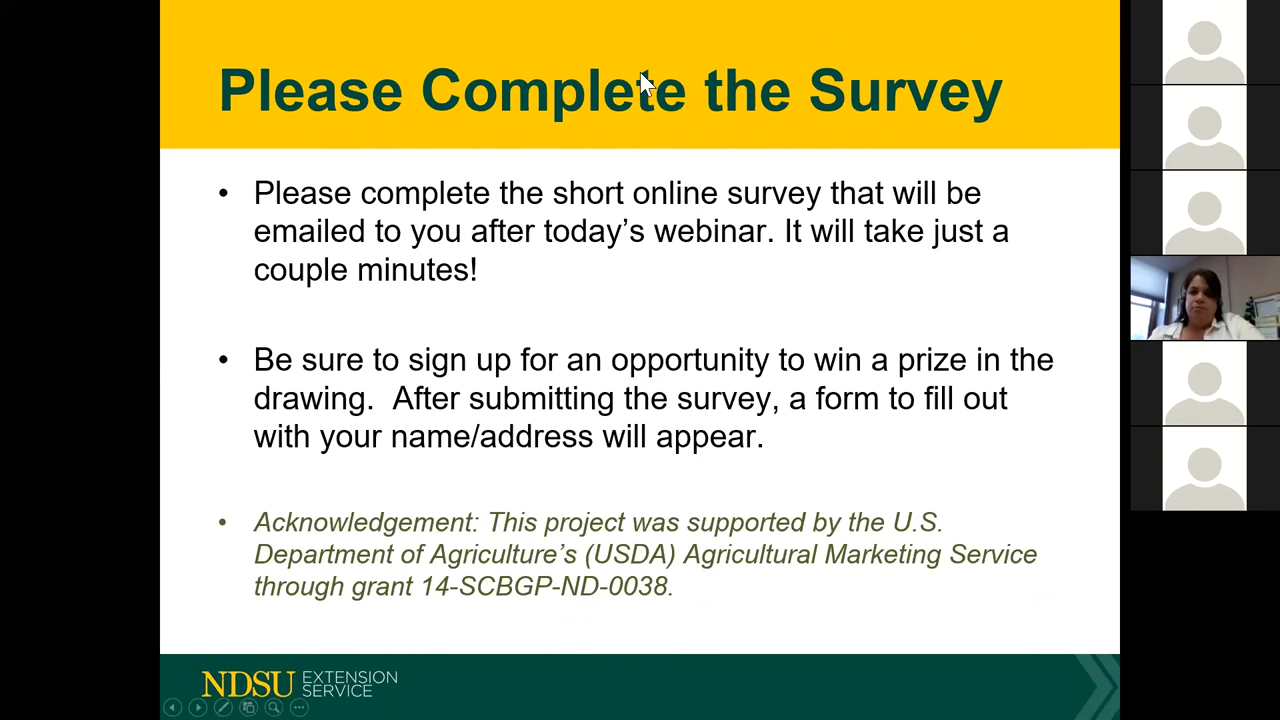 Please Complete the Survey
• Please complete the short online survey that will be
emailed to you after today’s webinar. It will take just a
couple minutes!
• Be sure to sign up for an opportunity to win a prize in the
drawing.  After submitting the survey, a form to fill out
with your name/address will appear.
• Acknowledgement: This project was supported by the U.S.
Department of Agriculture’s (USDA) Agricultural Marketing Service
through grant 14-SCBGP-ND-0038.
NDSU EXTENSION
SERVICE